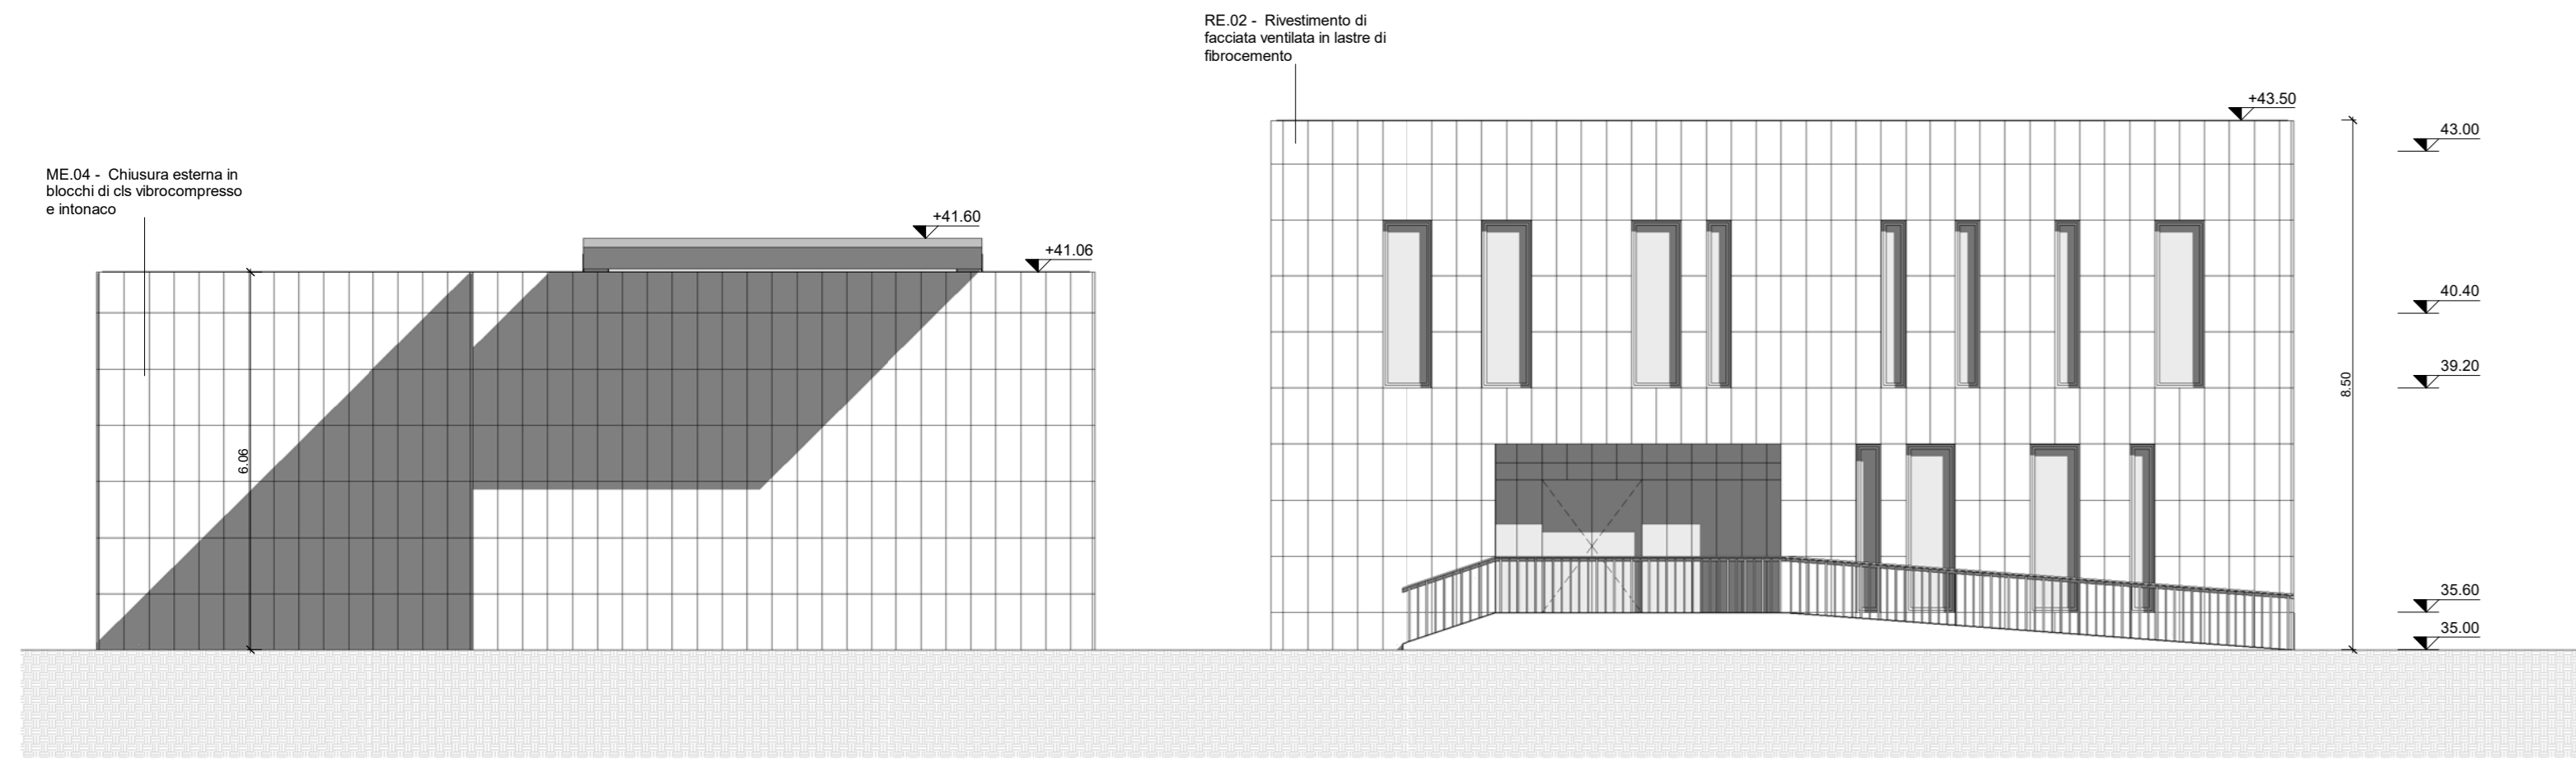 RE.02 - Rivestimento di
facciata ventilata in lastre di
fibrocemento
+43.50
43.00
ME.04 - Chiusura esterna in
blocchi di cls vibrocompresso
e intonaco
+41.60
+41.06
40.40
39.20
8.50
6.06
35.60
35.00